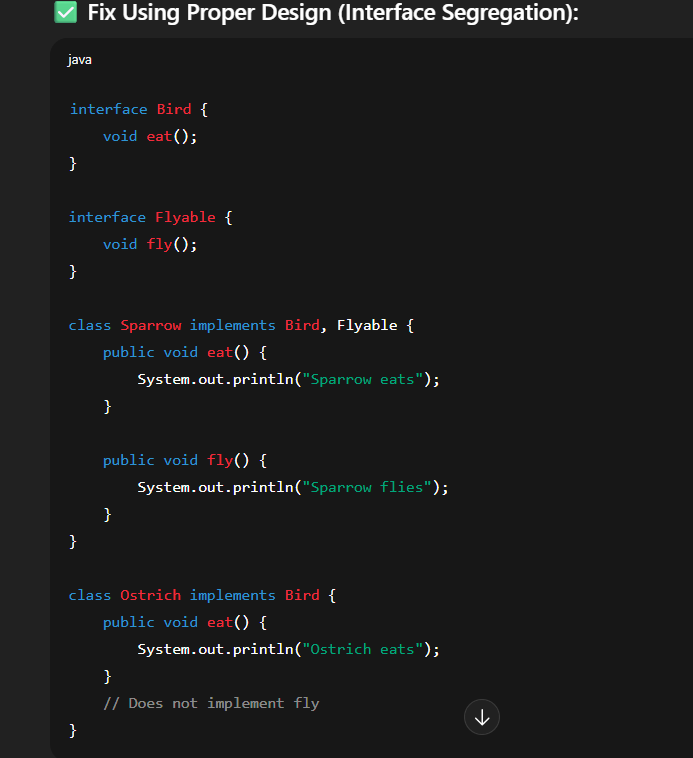 ✅ Fix Using Proper Design (Interface Segregation):
java
interface Bird {
    void eat();
}
interface Flyable {
    void fly();
}
class Sparrow implements Bird, Flyable {
    public void eat() {
        System.out.println("Sparrow eats");
    }
    public void fly() {
        System.out.println("Sparrow flies");
    }
}
class Ostrich implements Bird {
    public void eat() {
        System.out.println("Ostrich eats");
    }
    // Does not implement fly
}